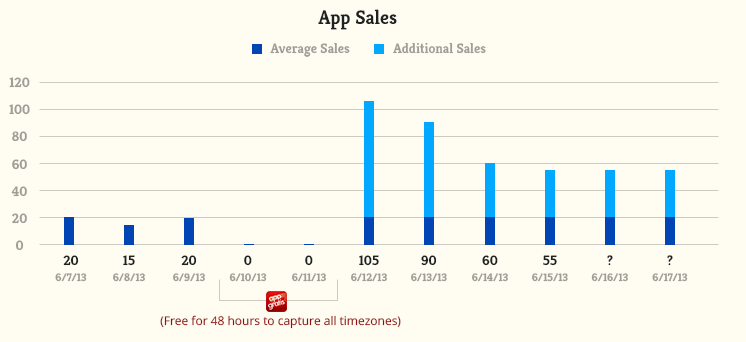 App Sales
Average Sales Additional Sales
120
100
80
60
40
20
0
20 15 20 0 0 105 90 60 55 ? ?
6/7/13 6/8/13 6/9/13 6/10/13 6/11/13 6/12/13 6/13/13 6/14/13 6/15/13 6/16/13 6/17/13
app
gratis
(Free for 48 hours to capture all timezones)